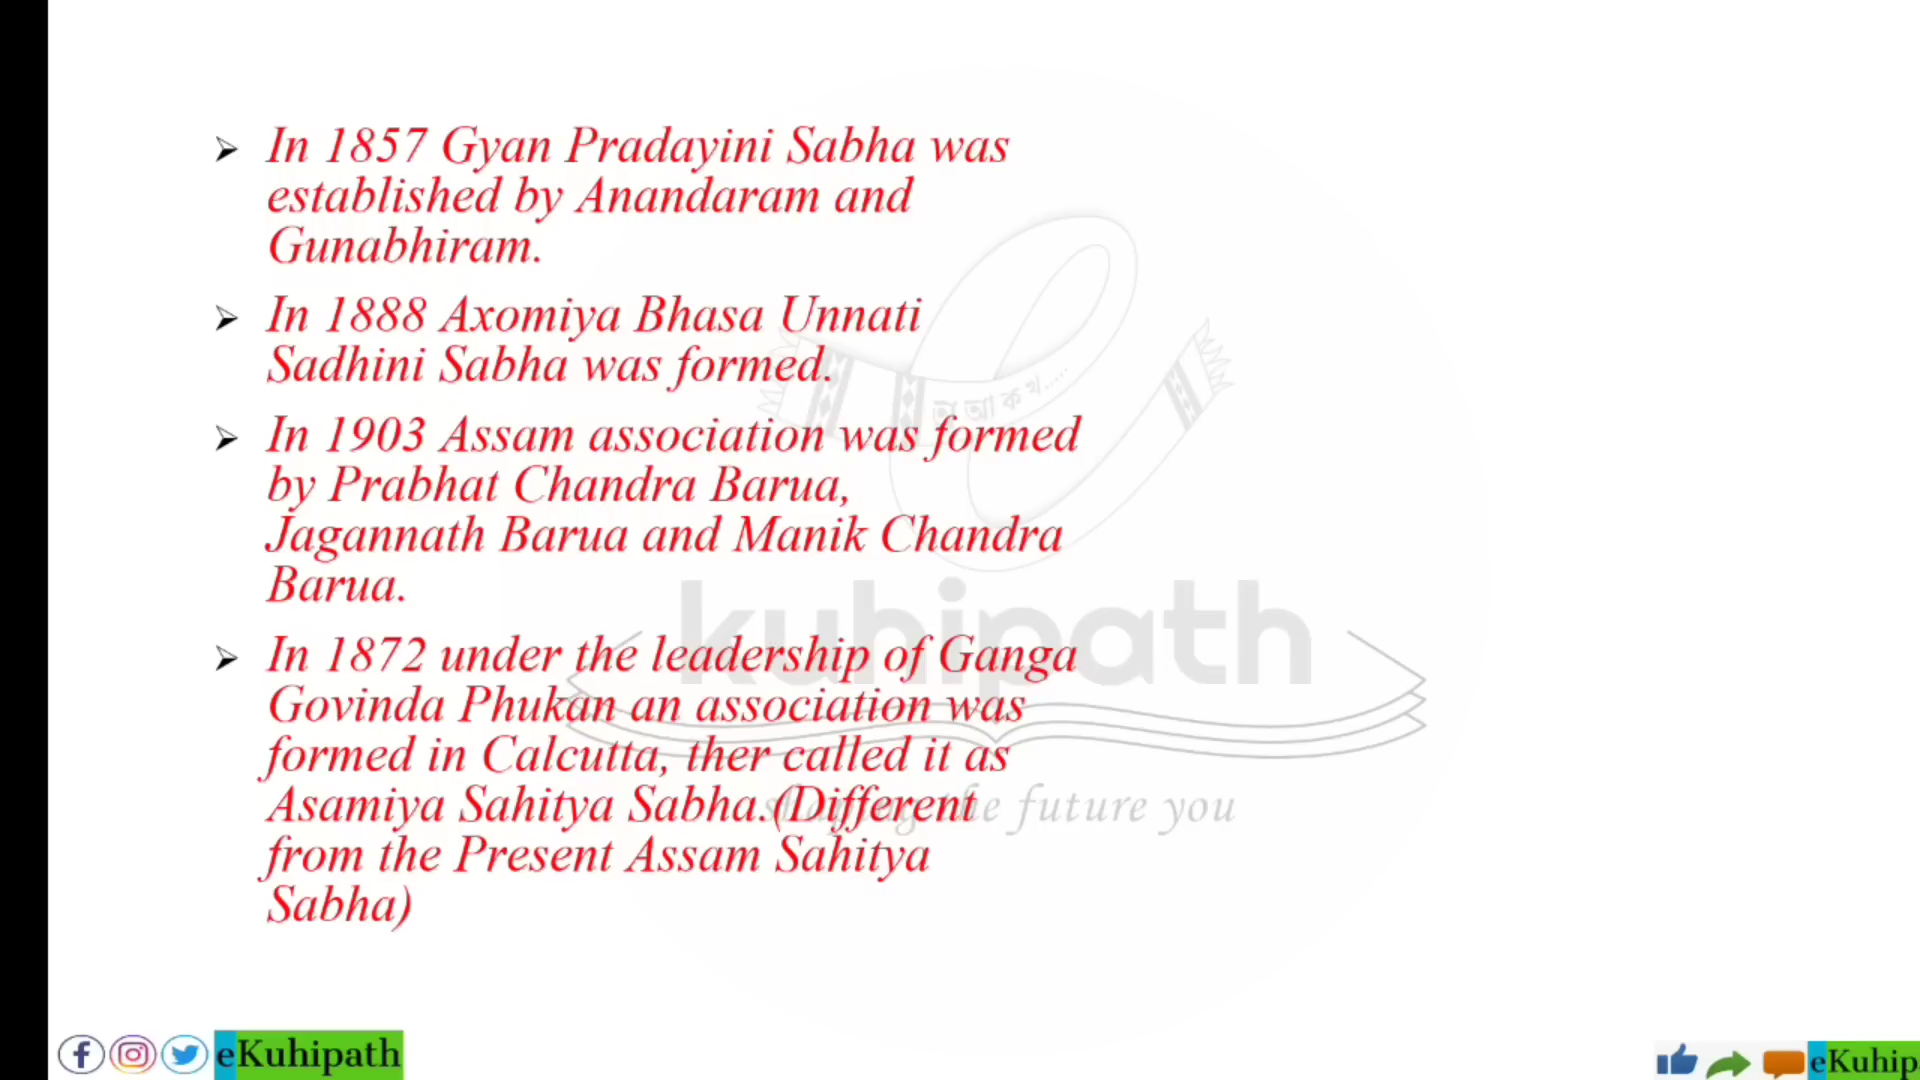 In 1857 Gyan Pradayini Sabha was
established by Anandaram and
Gunabhiram.
In 1888 Axomiya Bhasa Unnati
Sadhini Sabha was formed.
In 1903 Assam association was formed
by Prabhat Chandra Barua,
Jagannath Barua and Manik Chandra
Barua.
In 1872 under the leadership of Ganga
Govinda Phukan an association was
formed in Calcutta, ther called it as
Asamiya Sahitya Sabha.(Different
from the Present Assam Sahitya
Sabha)
অ আ ক খ.....
kuhipath
the future you
eKuhipath
eKuhip